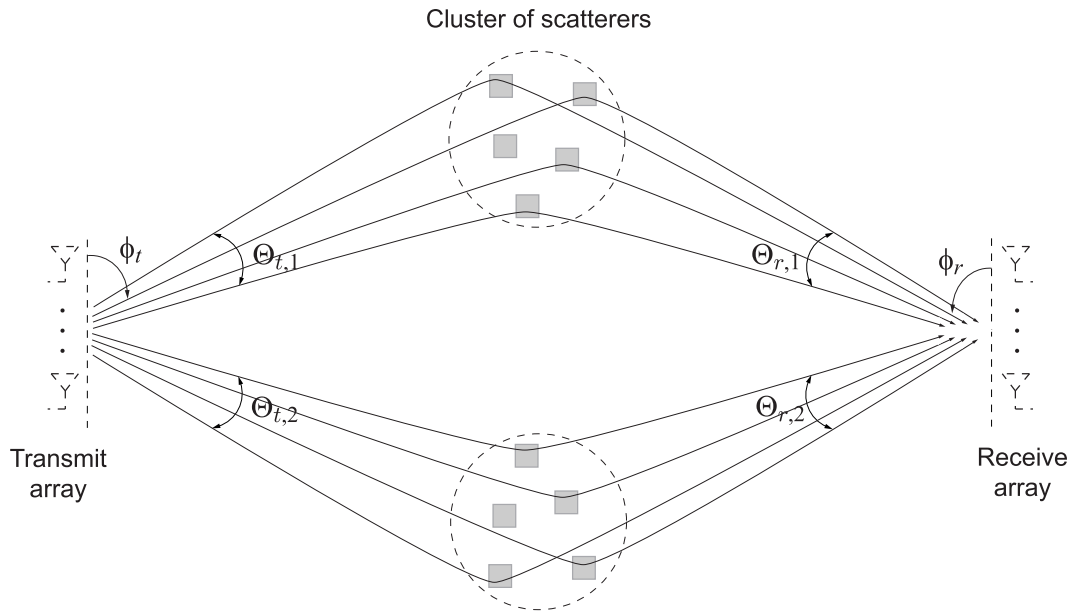 Cluster of scatterers
ϕt
Θt,1
Θr,1
ϕr
Θt,2
Θr,2
Transmit
array
Receive
array